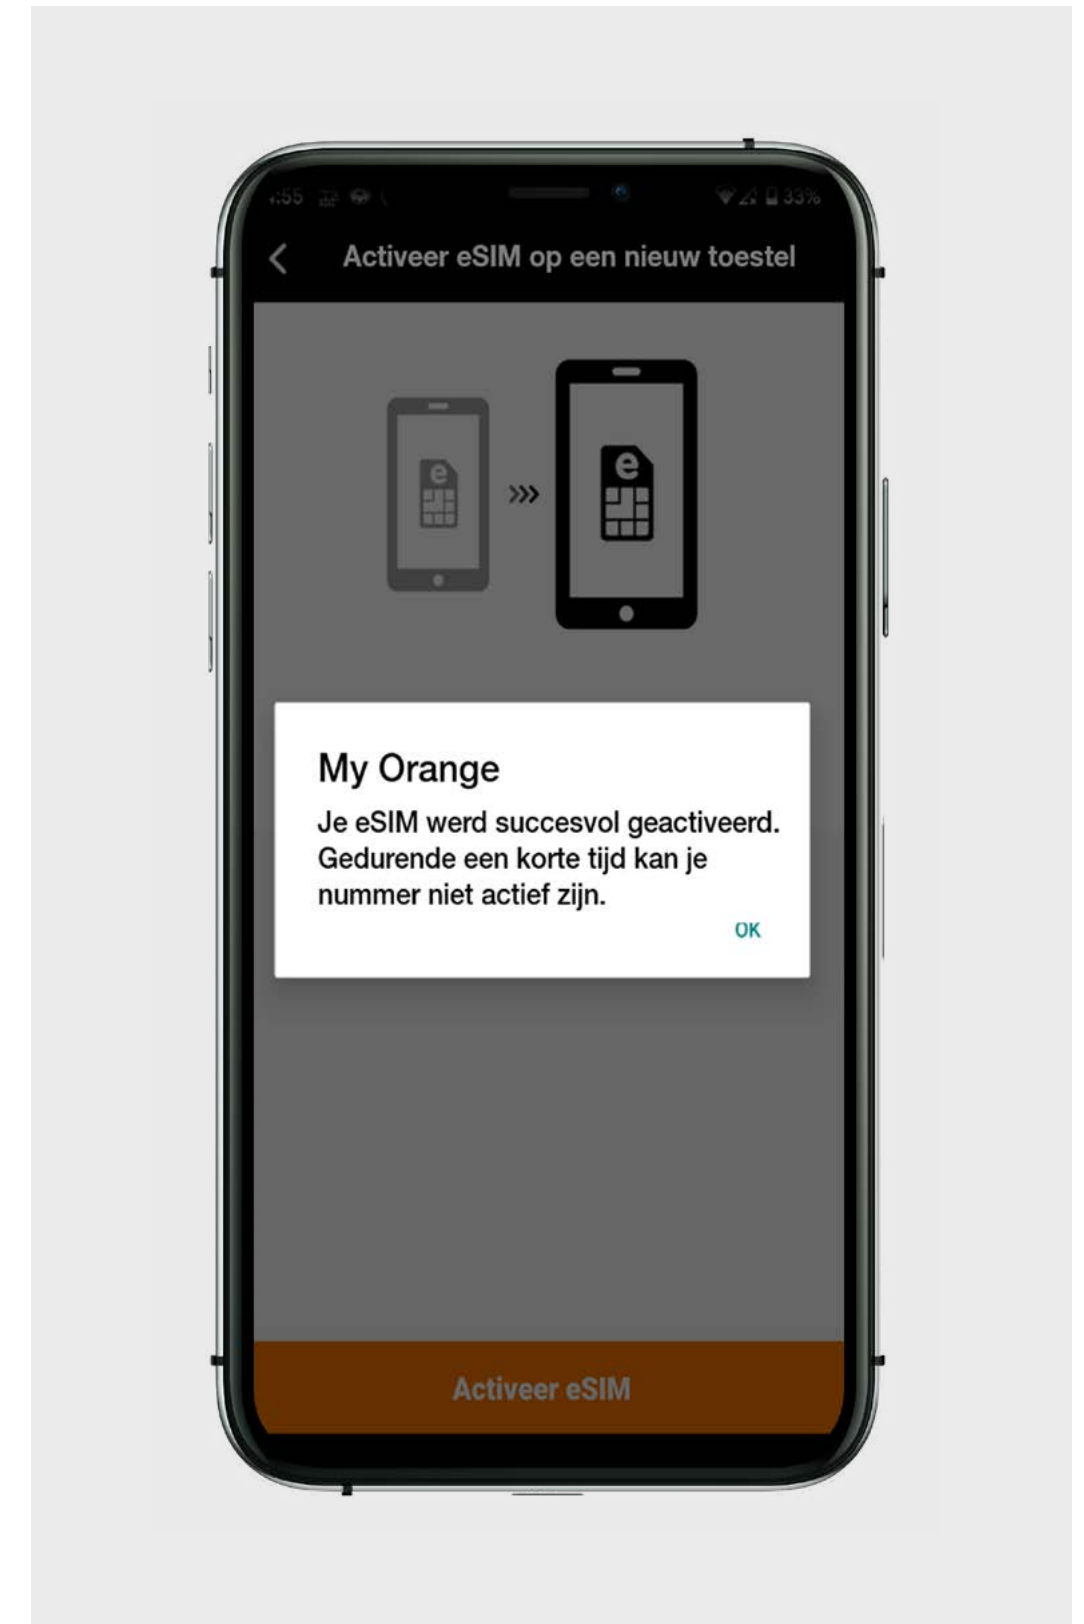 33%
Activeer eSIM op een nieuw toestel
e
e
My Orange
Je eSIM werd succesvol geactiveerd.
Gedurende een korte tijd kan je
nummer niet actief zijn.
OK
Activeer eSIM